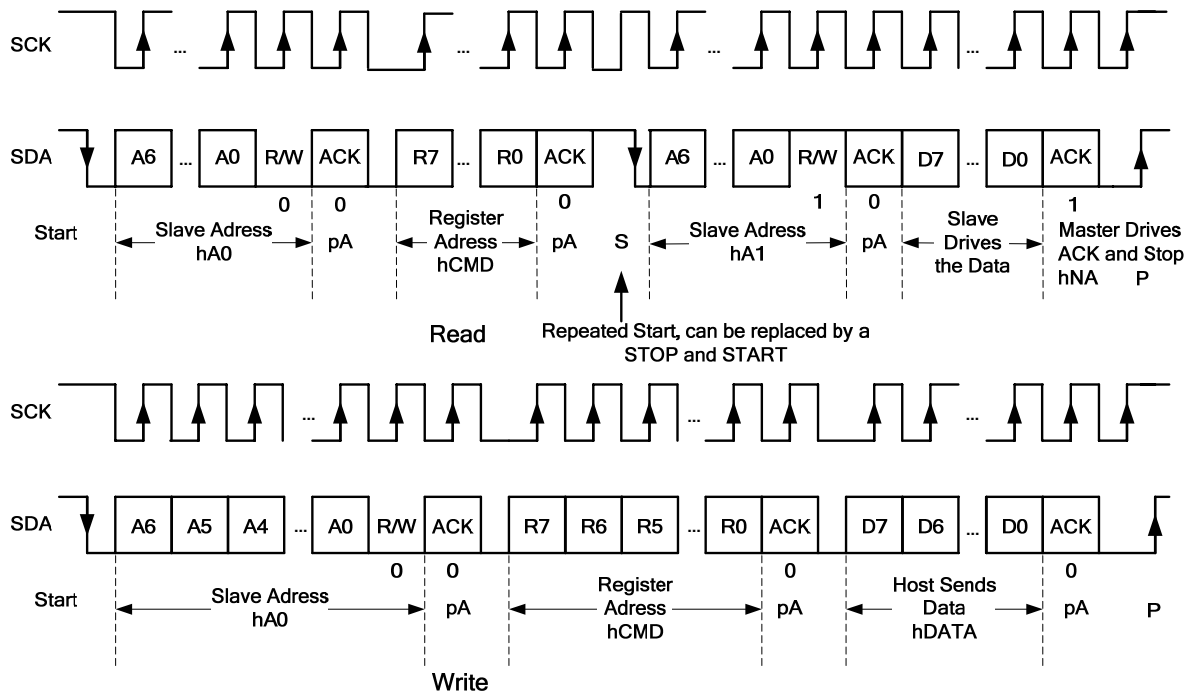 SCK ... ... ... ...
SDA A6 ... A0 R/W ACK R7 ... R0 ACK A6 ... A0 R/W ACK D7 ... D0 ACK
0 0 0 1 0 1
Start Slave Adress pA Register pA S Slave Adress pA Slave Master Drives
hA0 Adress hA1 Drives ACK and Stop
hCMD the Data hNA P
Read Repeated Start, can be replaced by a
STOP and START
SCK ... ... ...
SDA A6 A5 A4 ... A0 R/W ACK R7 R6 R5 ... R0 ACK D7 D6 ... D0 ACK
0 0 0 0
Start Slave Adress pA Register pA Host Sends pA P
hA0 Adress Data
hCMD hDATA
Write